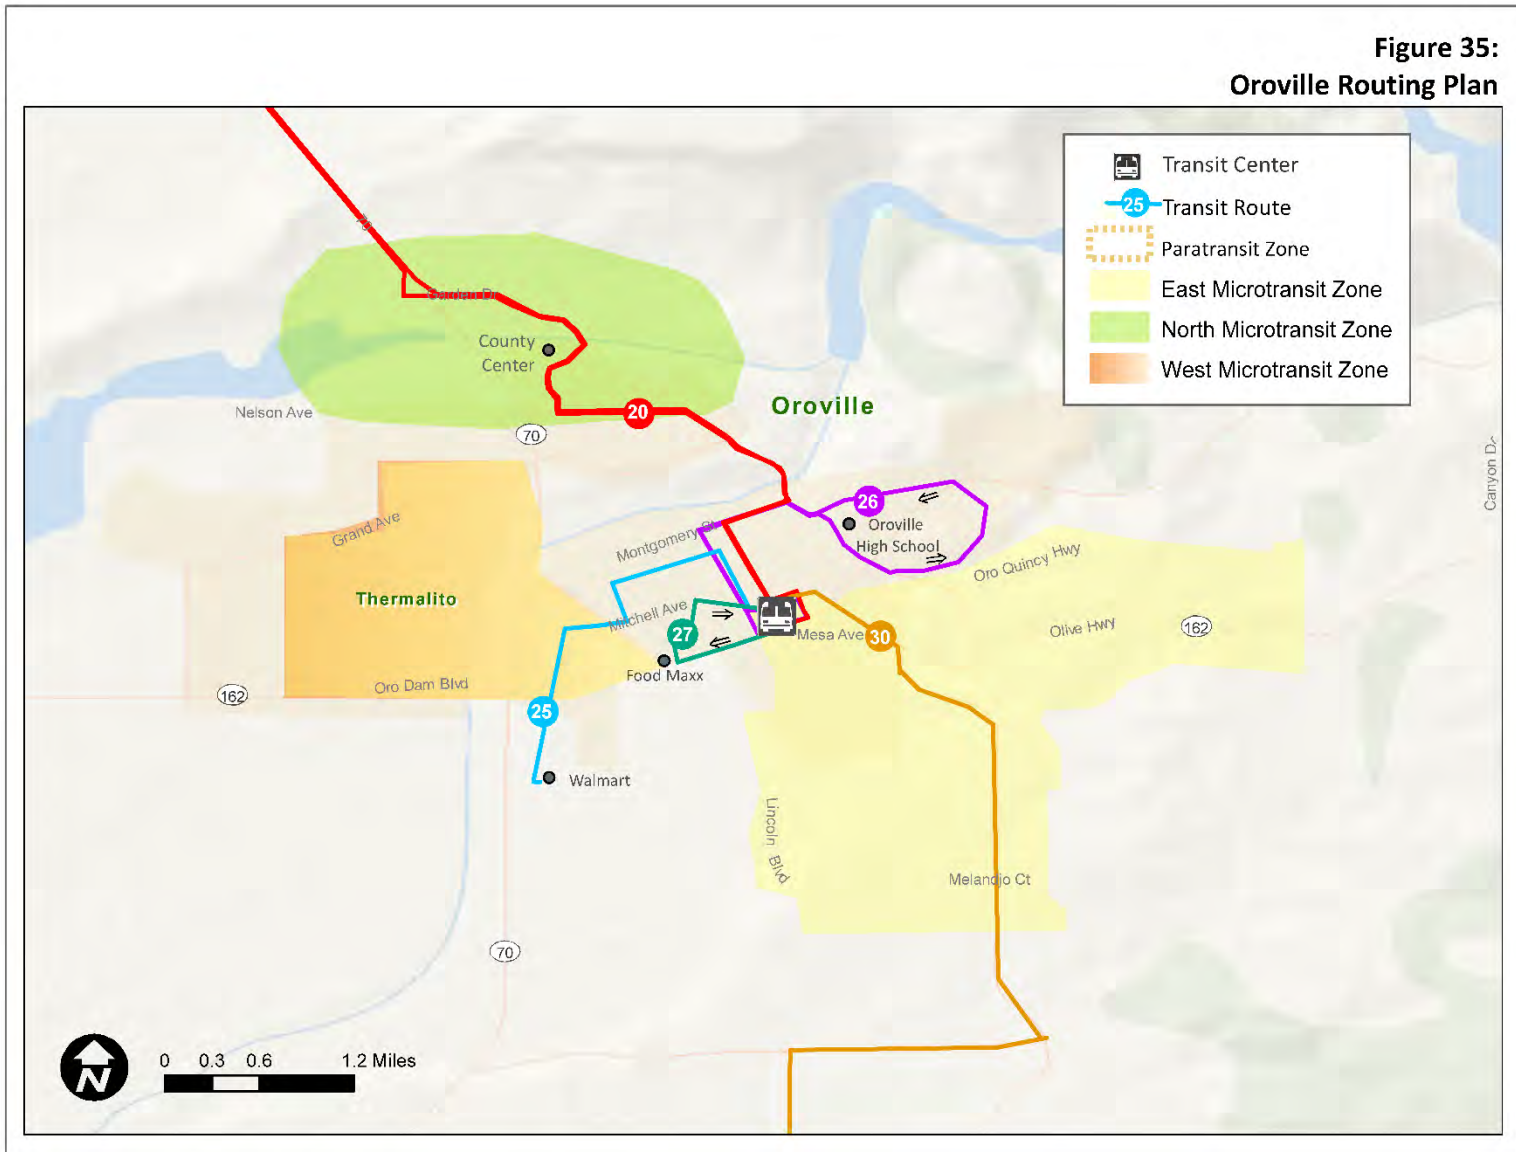 Figure 35:
Oroville Routing Plan
Transit Center
25
Transit Route
Paratransit Zone
East Microtransit Zone
North Microtransit Zone
West Microtransit Zone
70
Garden Dr
County
Center
Nelson Ave
20
Oroville
70
Canyon Dr
26
Oroville
High School
Grand Ave
Montgomery St
Oro Quincy Hwy
Thermalito
Mitchell Ave
27
Mesa Ave
30
Olive Hwy
162
Food Maxx
Oro Dam Blvd
162
25
Walmart
Lincoln Blvd
Melandjo Ct
70
N
0 0.3 0.6 1.2 Miles